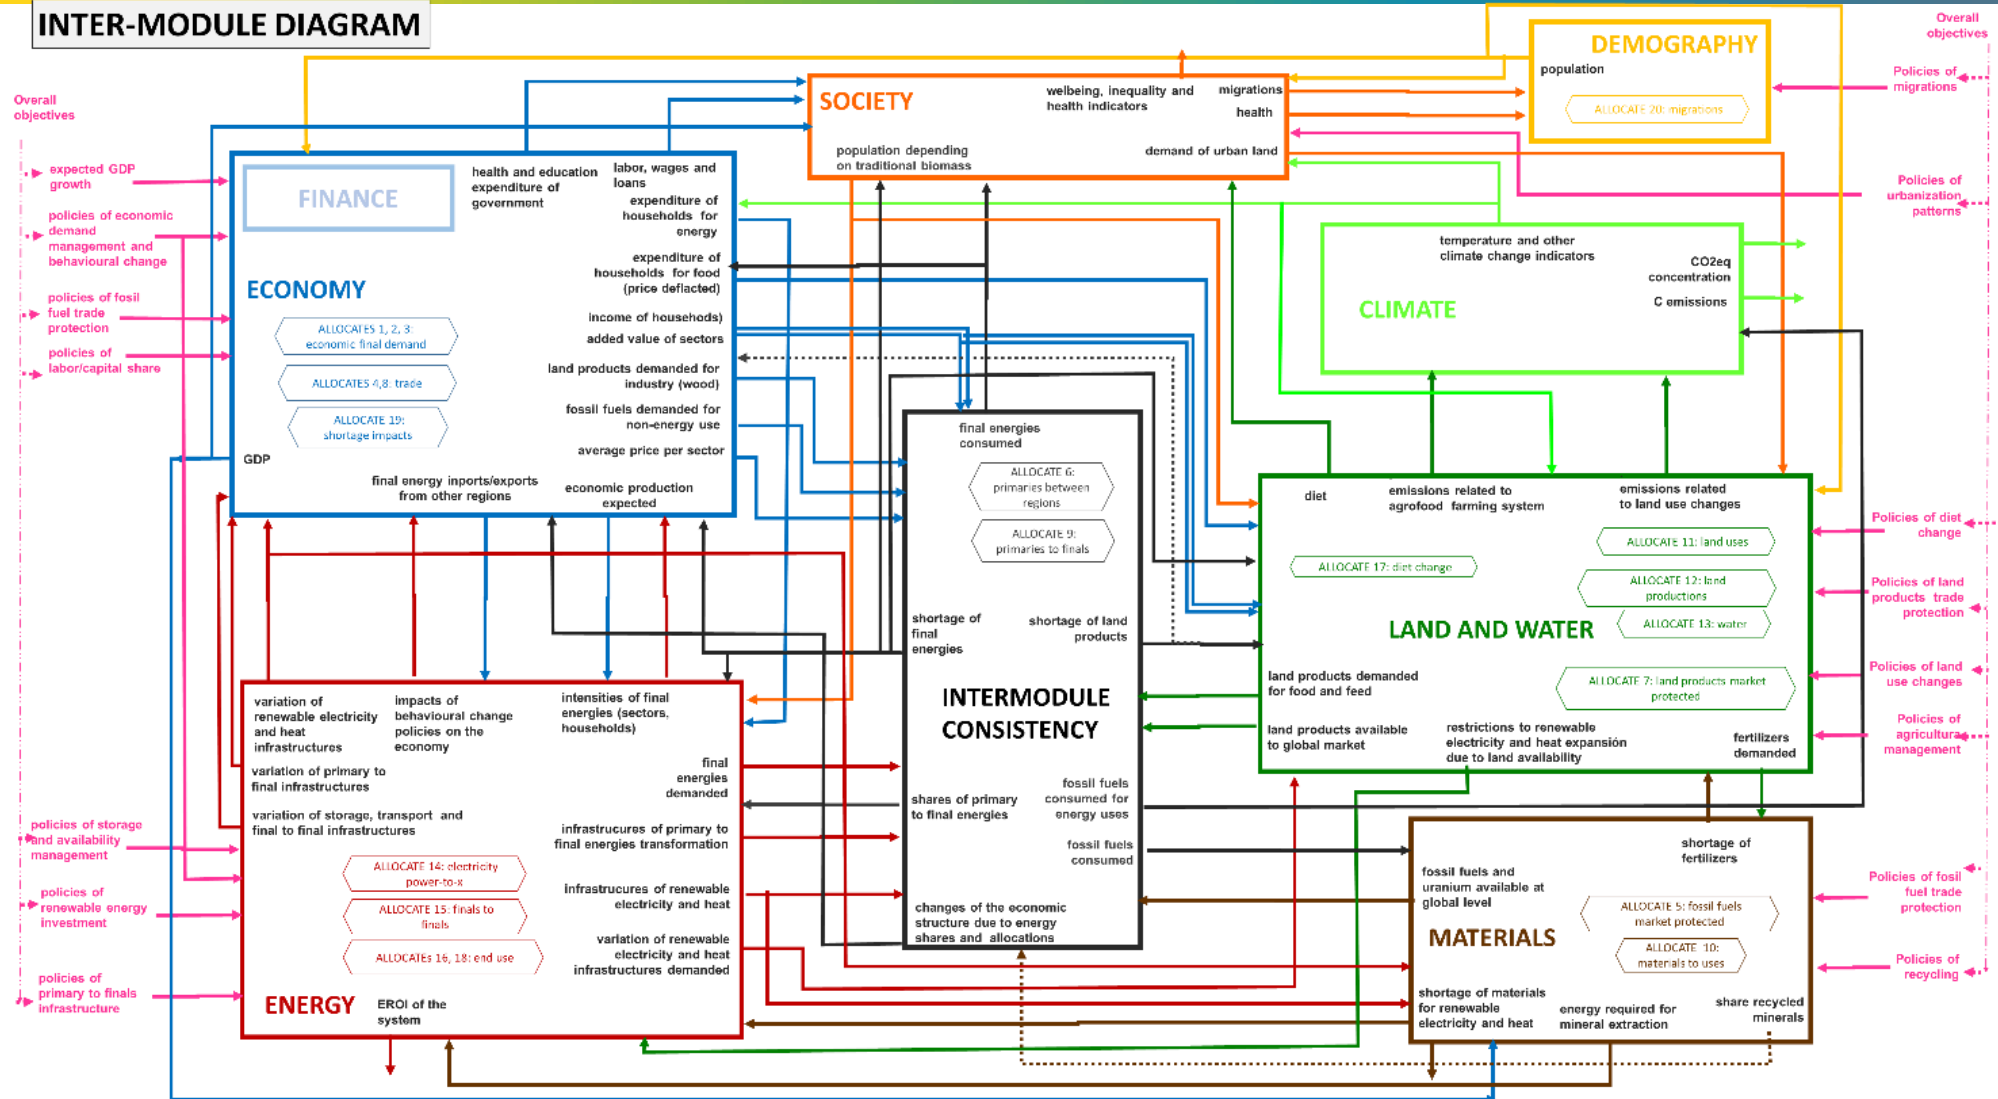 INTER-MODULE DIAGRAM
Overall
objectives
expected GDP
growth
policies of economic
demand
management and
behavioural change
policies of fosil
fuel trade
protection
policies of
labor/capital share
policies of storage
and availability
management
policies of
renewable energy
investment
policies of
primary to finals
infrastructure
FINANCE
ECONOMY
ALLOCATES 1, 2, 3:
economic final demand
ALLOCATES 4,8: trade
ALLOCATE 19:
shortage impacts
GDP
health and education
expenditure of
government
labor, wages and
loans
expenditure of
households for
energy
expenditure of
households for food
(price deflacted)
income of househods)
added value of sectors
land products demanded for
industry (wood)
fossil fuels demanded for
non-energy use
average price per sector
final energy inports/exports
from other regions
economic production
expected
SOCIETY
welbeing, inequality and
health indicators
migrations
health
population depending
on traditional biomass
demand of urban land
DEMOGRAPHY
population
ALLOCATE 20: migrations
CLIMATE
temperature and other
climate change indicators
CO2eq
concentration
C emissions
INTERMODULE
CONSISTENCY
final energies
consumed
ALLOCATE 6:
primaries between
regions
ALLOCATE 9:
primaries to finals
shortage of
final
energies
shortage of land
products
fossil fuels
consumed for
energy uses
shares of primary
to final energies
fossil fuels
consumed
changes of the economic
structure due to energy
shares and allocations
LAND AND WATER
diet
emissions related to
agrofood farming system
emissions related
to land use changes
ALLOCATE 11: land uses
ALLOCATE 17: diet change
ALLOCATE 12: land
productions
ALLOCATE 13: water
ALLOCATE 7: land products market
protected
land products demanded
for food and feed
land products available
to global market
restrictions to renewable
electricity and heat expansión
due to land availability
fertilizers
demanded
ENERGY
variation of
renewable electricity
and heat
infrastructures
impacts of
behavioural change
policies on the
economy
intensities of final
energies (sectors,
households)
variation of primary to
final infrastructures
final
energies
demanded
variation of storage, transport and
final to final infrastructures
infrastrucures of primary to
final energies transformation
ALLOCATE 14: electricity
power-to-x
ALLOCATE 15: finals to
finals
ALLOCATEs 16, 18: end use
infrastrucures of renewable
electricity and heat
variation of renewable
electricity and heat
infrastructures demanded
EROI of the
system
MATERIALS
shortage of
fertilizers
fossil fuels and
uranium available at
global level
ALLOCATE 5: fossil fuels
market protected
ALLOCATE 10:
materials to uses
shortage of materials
for renewable
electricity and heat
energy required for
mineral extraction
share recycled
minerals
Overall
objectives
Policies of
migrations
Policies of
urbanization
patterns
Policies of diet
change
Policies of land
products trade
protection
Policies of land
use changes
Policies of
agricultura
management
Policies of fosil
fuel trade
protection
Policies of
recycling